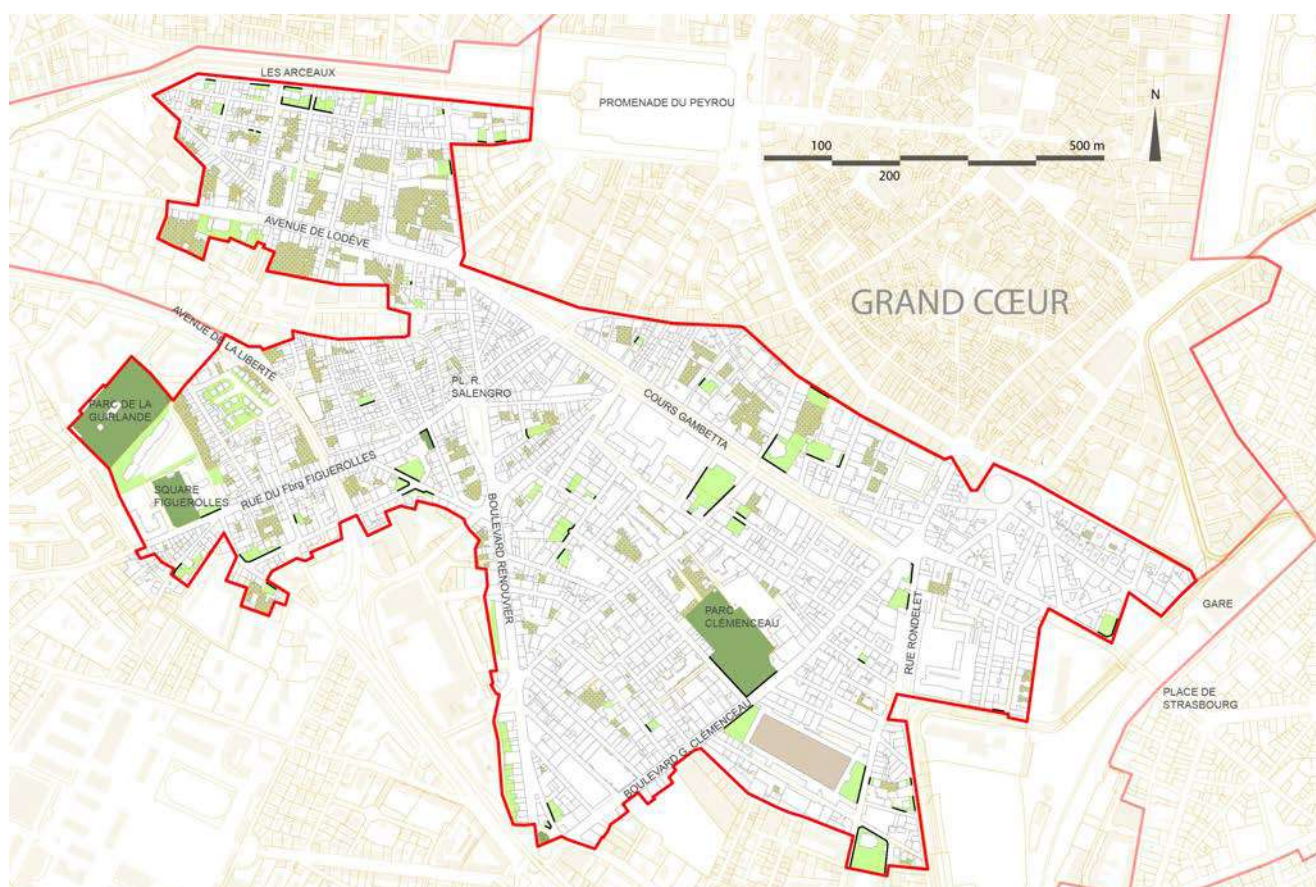 LES ARCEAUX
PROMENADE DU PEYROU
N
100
500 m
200
AVENUE DE LODÈVE
GRAND CŒUR
AVENUE DE LA LIBERTÉ
PL. R.
SALENGRO
COURS GAMBETTA
PARC DE LA
GUIRLANDE
RUE DU Fbrg FIGUEROLLES
SQUARE
FIGUEROLLES
BOULEVARD RENOUVIER
PARC
CLÉMENCEAU
RUE RONDELET
GARE
PLACE DE
STRASBOURG
BOULEVARD G. CLÉMENCEAU